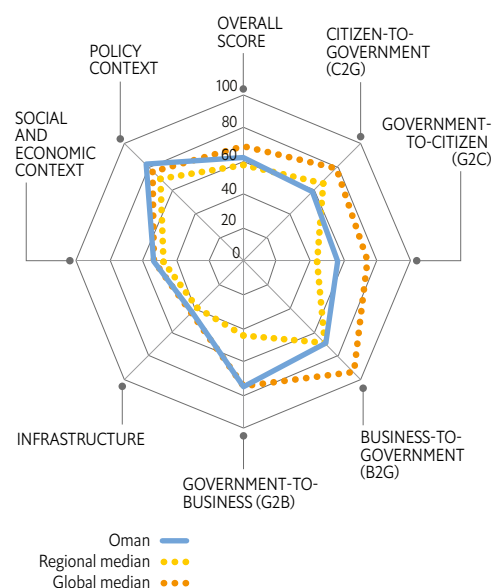 OVERALL
SCORE
CITIZEN-TO-
GOVERNMENT
(C2G)
POLICY
CONTEXT
SOCIAL
AND
ECONOMIC
CONTEXT
GOVERNMENT-
TO-CITIZEN
(G2C)
100
80
60
40
20
0
INFRASTRUCTURE
BUSINESS-TO-
GOVERNMENT
(B2G)
GOVERNMENT-TO-
BUSINESS (G2B)
Oman
Regional median
Global median